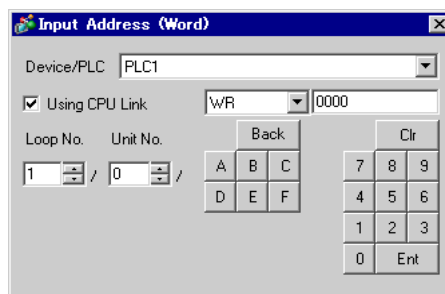 Input Address (Word)
Device/PLC PLC1
Using CPU Link WR 0000
Loop No. Unit No. Back Clr
1 / 0 / A B C 7 8 9
D E F 4 5 6
1 2 3
0 Ent